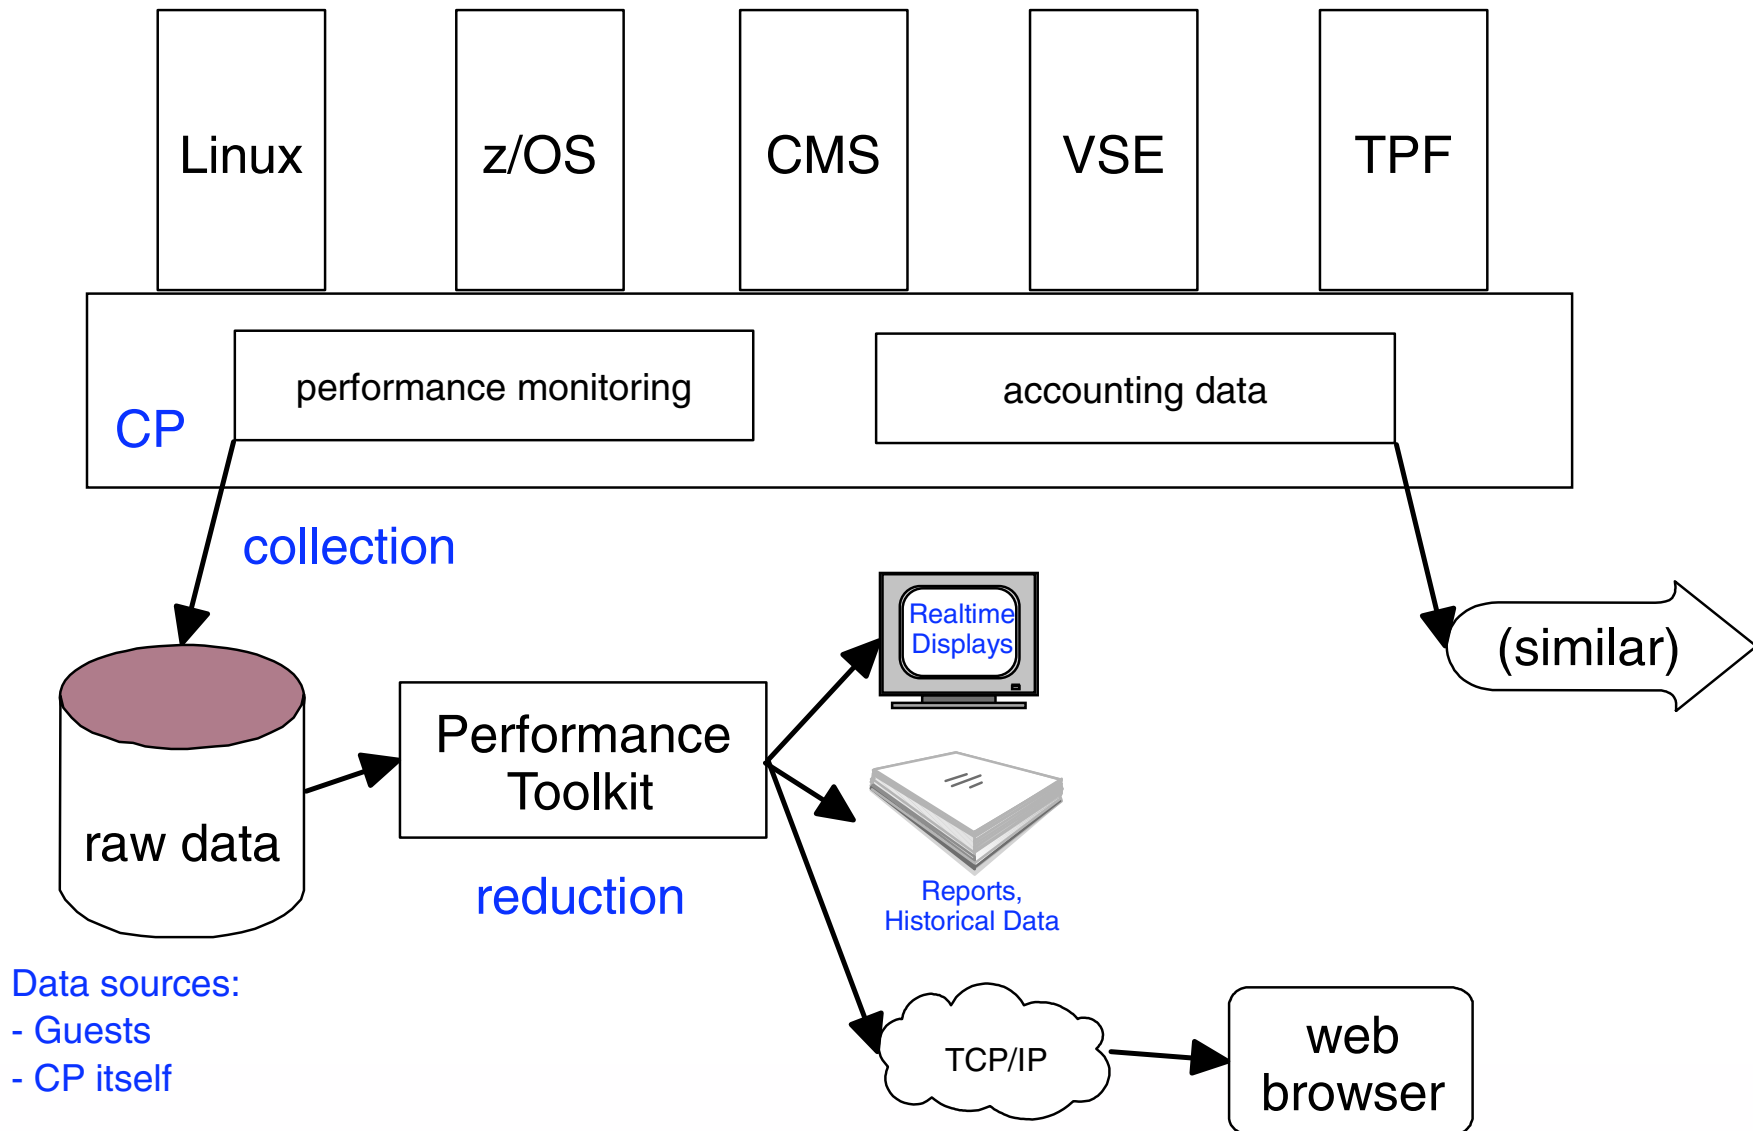 Linux
z/OS
CMS
VSE
TPF
performance monitoring
accounting data
CP
collection
Realtime
Displays
(similar)
Performance
Toolkit
raw data
reduction
Reports,
Historical Data
Data sources:
- Guests
- CP itself
TCP/IP
web
browser